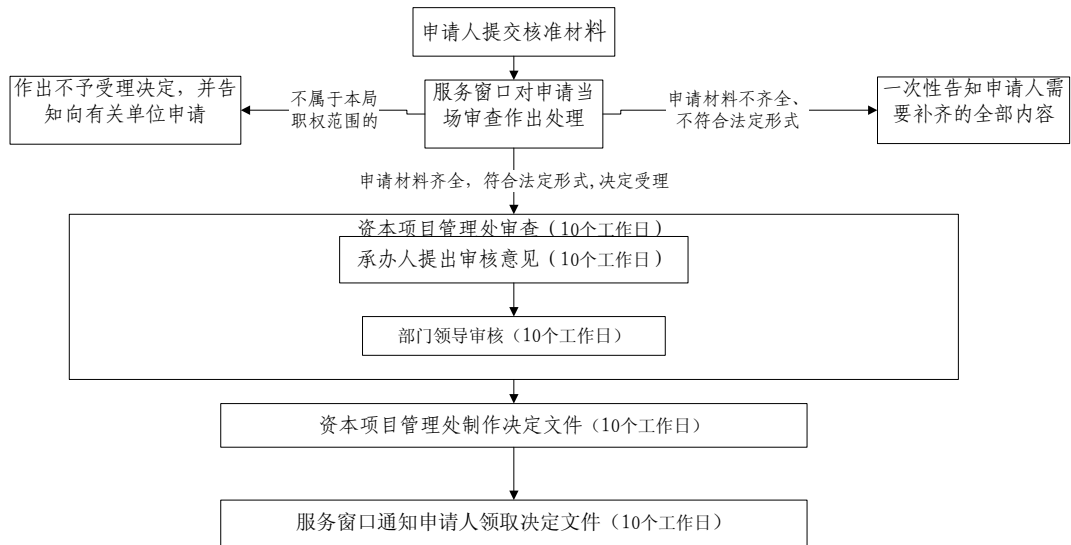 申请人提交核准材料
作出不予受理决定，并告
知向有关单位申请
不属于本局
职权范围的
服务窗口对申请当
场审查作出处理
申请材料不齐全、
不符合法定形式
一次性告知申请人需
要补齐的全部内容
申请材料齐全，符合法定形式,决定受理
资本项目管理处审查（10个工作日）
承办人提出审核意见（10个工作日）
部门领导审核（10个工作日）
资本项目管理处制作决定文件（10个工作日）
服务窗口通知申请人领取决定文件（10个工作日）